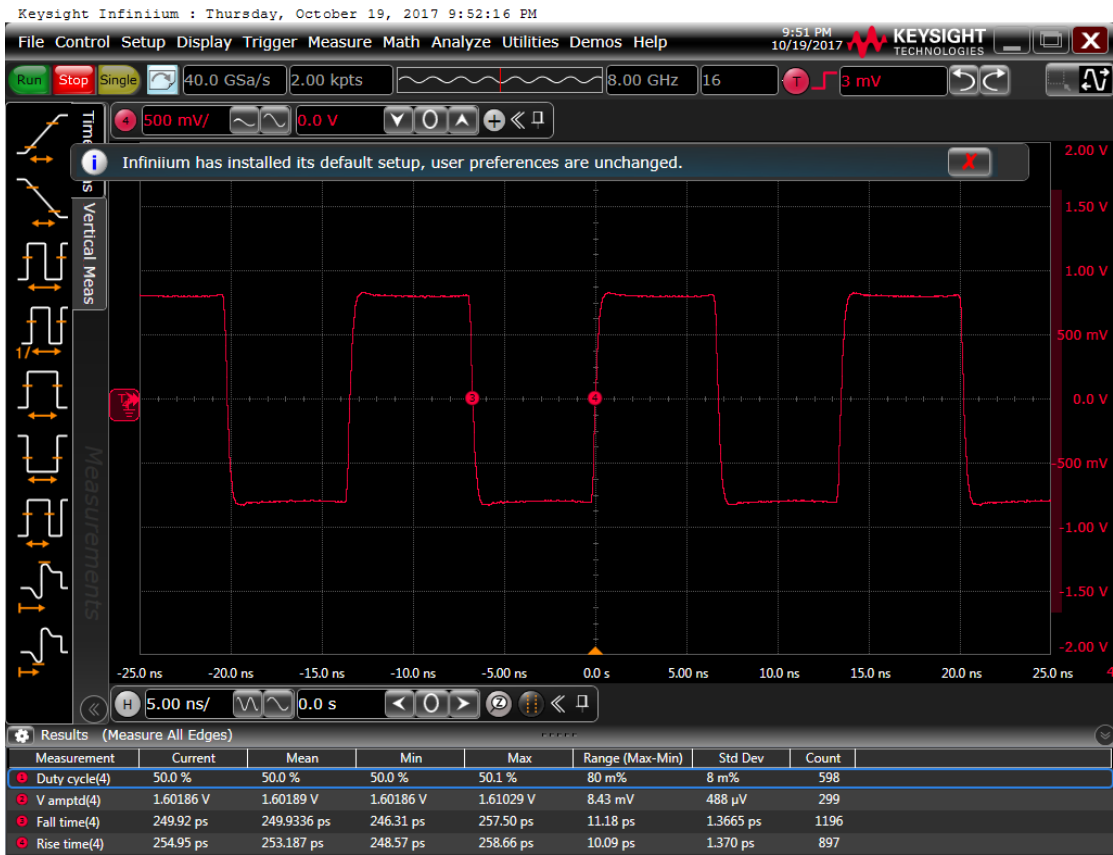 Keysight Infiniium : Thursday, October 19, 2017 9:52:16 PM
File Control Setup Display Trigger Measure Math Analyze Utilities Demos Help
9:51 PM
10/19/2017
KEYSIGHT
TECHNOLOGIES
X
Run Stop Single 40.0 GSa/s 2.00 kpts 8.00 GHz 16 T 3 mV
4 500 mV/ 0.0 V
Infiniium has installed its default setup, user preferences are unchanged.
X
Vertical Meas
Measurements
1/
2.00 V
1.50 V
1.00 V
500 mV
0.0 V
-500 mV
-1.00 V
-1.50 V
-2.00 V
3 4
-25.0 ns -20.0 ns -15.0 ns -10.0 ns -5.00 ns 0.0 s 5.00 ns 10.0 ns 15.0 ns 20.0 ns 25.0 ns 4
H 5.00 ns/ 0.0 s Z
Results (Measure All Edges)
Measurement Current Mean Min Max Range (Max-Min) Std Dev Count
1 Duty cycle(4) 50.0 % 50.0 % 50.0 % 50.1 % 80 m% 8 m% 598
2 V amptd(4) 1.60186 V 1.60189 V 1.60186 V 1.61029 V 8.43 mV 488 µV 299
3 Fall time(4) 249.92 ps 249.9336 ps 246.31 ps 257.50 ps 11.18 ps 1.3665 ps 1196
4 Rise time(4) 254.95 ps 253.187 ps 248.57 ps 258.66 ps 10.09 ps 1.370 ps 897